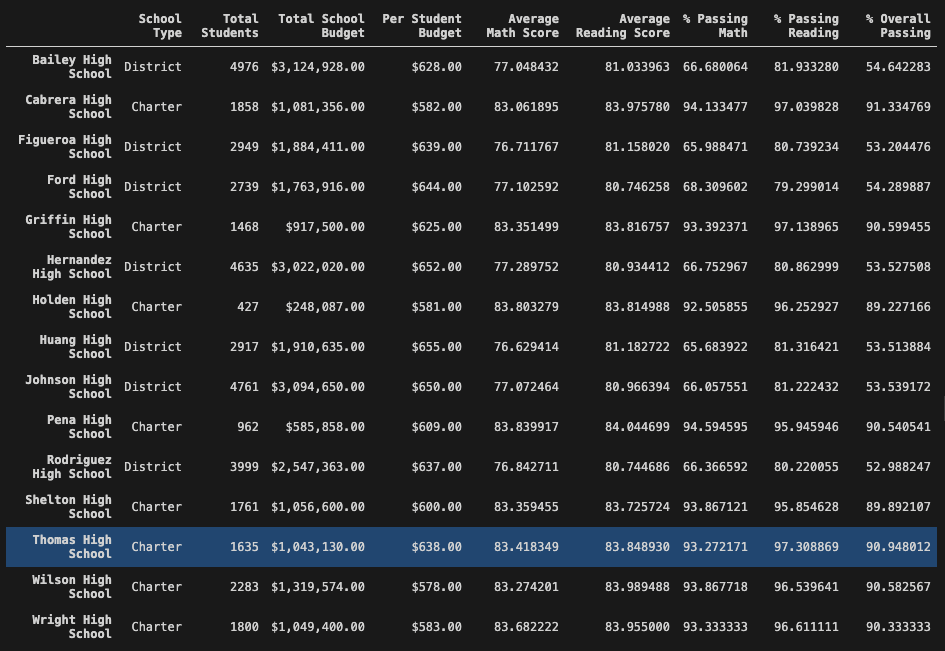 School Total Total School Per Student Average Average % Passing % Passing % Overall
Type Students Budget Budget Math Score Reading Score Math Reading Passing
Bailey High School District 4976 $3,124,928.00 $628.00 77.048432 81.033963 66.680064 81.933280 54.642283
Cabrera High School Charter 1858 $1,081,356.00 $582.00 83.061895 83.975780 94.133477 97.039828 91.334769
Figueroa High School District 2949 $1,884,411.00 $639.00 76.711767 81.158020 65.988471 80.739234 53.204476
Ford High School District 2739 $1,763,916.00 $644.00 77.102592 80.746258 68.309602 79.299014 54.289887
Griffin High School Charter 1468 $917,500.00 $625.00 83.351499 83.816757 93.392371 97.138965 90.599455
Hernandez High School District 4635 $3,022,020.00 $652.00 77.289752 80.934412 66.752967 80.862999 53.527508
Holden High School Charter 427 $248,087.00 $581.00 83.803279 83.814988 92.505855 96.252927 89.227166
Huang High School District 2917 $1,910,635.00 $655.00 76.629414 81.182722 65.683922 81.316421 53.513884
Johnson High School District 4761 $3,094,650.00 $650.00 77.072464 80.966394 66.057551 81.222432 53.539172
Pena High School Charter 962 $585,858.00 $609.00 83.839917 84.044699 94.594595 95.945946 90.540541
Rodriguez High School District 3999 $2,547,363.00 $637.00 76.842711 80.744686 66.366592 80.220055 52.988247
Shelton High School Charter 1761 $1,056,600.00 $600.00 83.359455 83.725724 93.867121 95.854628 89.892107
Thomas High School Charter 1635 $1,043,130.00 $638.00 83.418349 83.848930 93.272171 97.308869 90.948012
Wilson High School Charter 2283 $1,319,574.00 $578.00 83.274201 83.989488 93.867718 96.539641 90.582567
Wright High School Charter 1800 $1,049,400.00 $583.00 83.682222 83.955000 93.333333 96.611111 90.333333